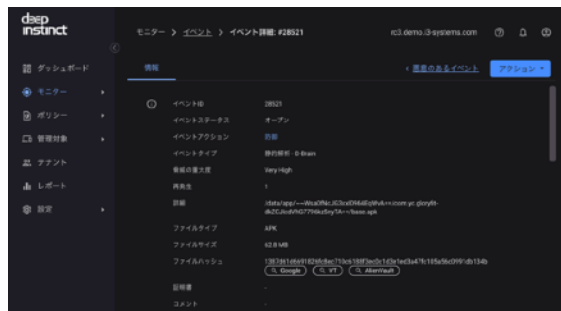 deep
instinct
モニター > イベント > イベント詳細: #28521
rc3.demo.i3-systems.com
ダッシュボード
モニター
ポリシー
管理対象
テナント
レポート
設定
情報
‹ 悪意のあるイベント
アクション
イベントID 28521
イベントステータス オープン
イベントアクション 防御
イベントタイプ 静的解析 - D-Brain
脅威の重大度 Very High
再発生 1
詳細
ファイルタイプ APK
ファイルサイズ 62.8 MB
ファイルハッシュ
Google VT AlienVault
証明書 -
コメント -